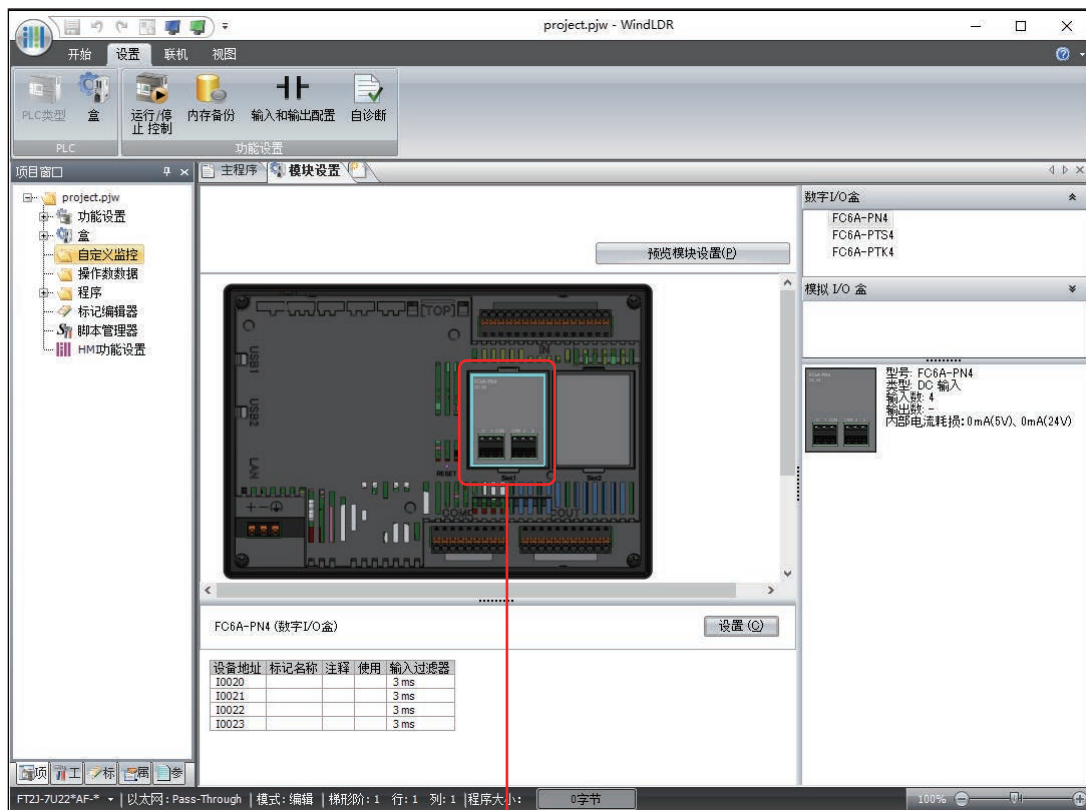 project.pjw - WindLDR
开始 设置 联机 视图
PLC类型 盒 运行/停止 控制 内存备份 输入和输出配置 自诊断
PLC 功能设置
项目窗口
project.pjw
功能设置
盒
自定义监控
操作数数据
程序
标记编辑器
脚本管理器
HMI功能设置
主程序 模块设置
预览模块设置(P)
[TOP]
USB1
USB2
LAN
IN
RESET
COMO
COUT
FC6A-PN4 (数字I/O盒)
设置 (C)
设备地址 标记名称 注释 使用 输入过滤器
I0020 3 ms
I0021 3 ms
I0022 3 ms
I0023 3 ms
数字I/O盒
FC6A-PN4
FC6A-PTS4
FC6A-PTK4
模拟 I/O 盒
型号: FC6A-PN4
类型: DC 输入
输入数: 4
输出数: -
内部电流耗损: 0mA(5V)、0mA(24V)
项 工 标 属 参
FT2J-7U22*AF-* 以太网: Pass-Through 模式: 编辑 梯形阶: 1 行: 1 列: 1 程序大小: 0字节 100%